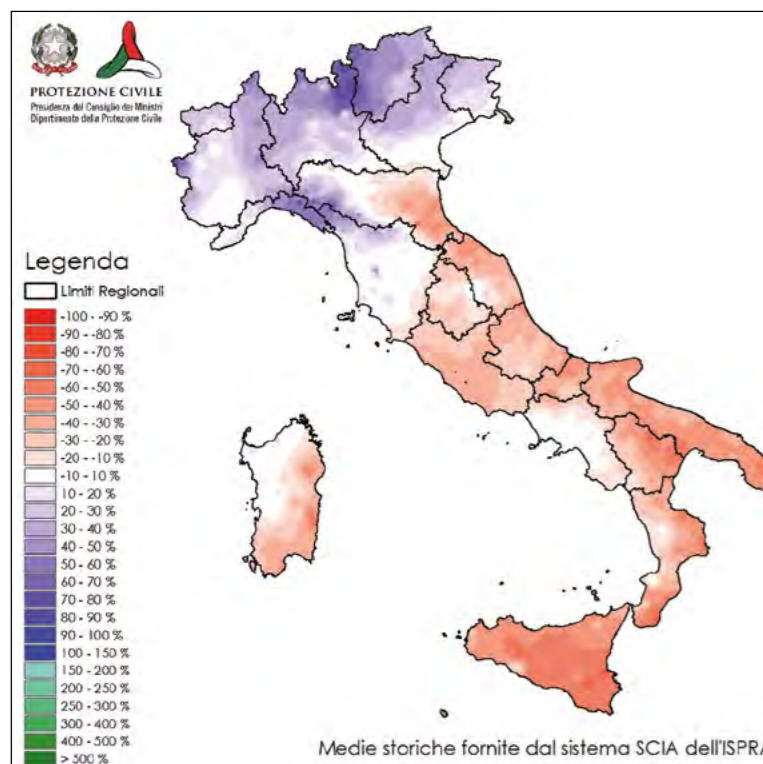 PROTEZIONE CIVILE
Presidenza del Consiglio dei Ministri
Dipartimento della Protezione Civile
Legenda
Limiti Regionali
-100 - -90 %
-90 - -80 %
-80 - -70 %
-70 - -60 %
-60 - -50 %
-50 - -40 %
-40 - -30 %
-30 - -20 %
-20 - -10 %
-10 - 10 %
10 - 20 %
20 - 30 %
30 - 40 %
40 - 50 %
50 - 60 %
60 - 70 %
70 - 80 %
80 - 90 %
90 - 100 %
100 - 150 %
150 - 200 %
200 - 250 %
250 - 300 %
300 - 400 %
400 - 500 %
> 500 %
Medie storiche fornite dal sistema SCIA dell'ISPRA